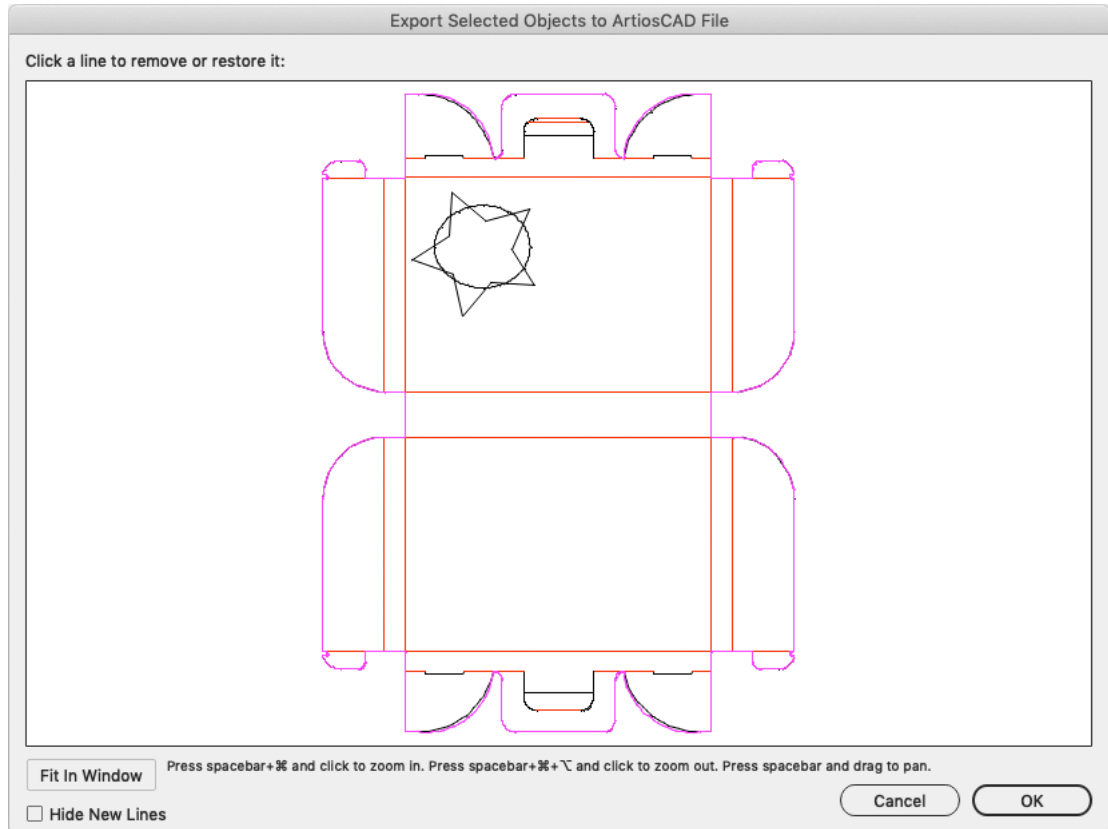 Export Selected Objects to ArtiosCAD File
Click a line to remove or restore it:
Fit In Window
Press spacebar+⌘ and click to zoom in. Press spacebar+⌘+⌥ and click to zoom out. Press spacebar and drag to pan.
Hide New Lines
Cancel
OK